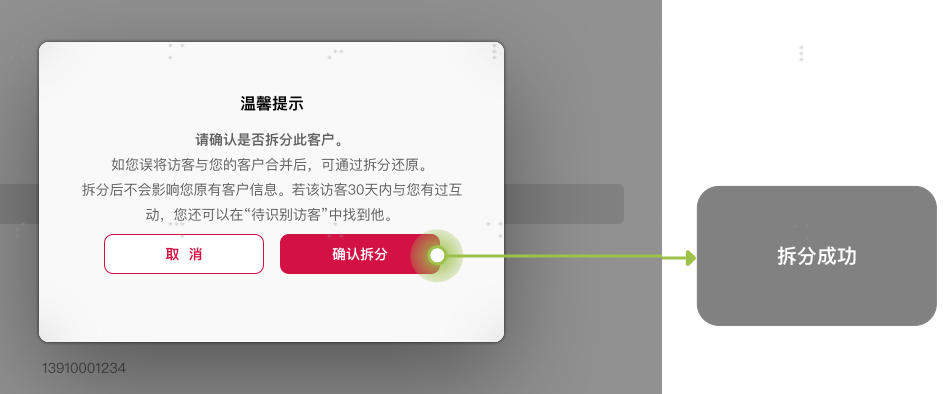 温馨提示
请确认是否拆分此客户。
如您误将访客与您的客户合并后，可通过拆分还原。
拆分后不会影响您原有客户信息。若该访客30天内与您有过互
动，您还可以在“待识别访客”中找到他。
取 消
确认拆分
拆分成功
13910001234